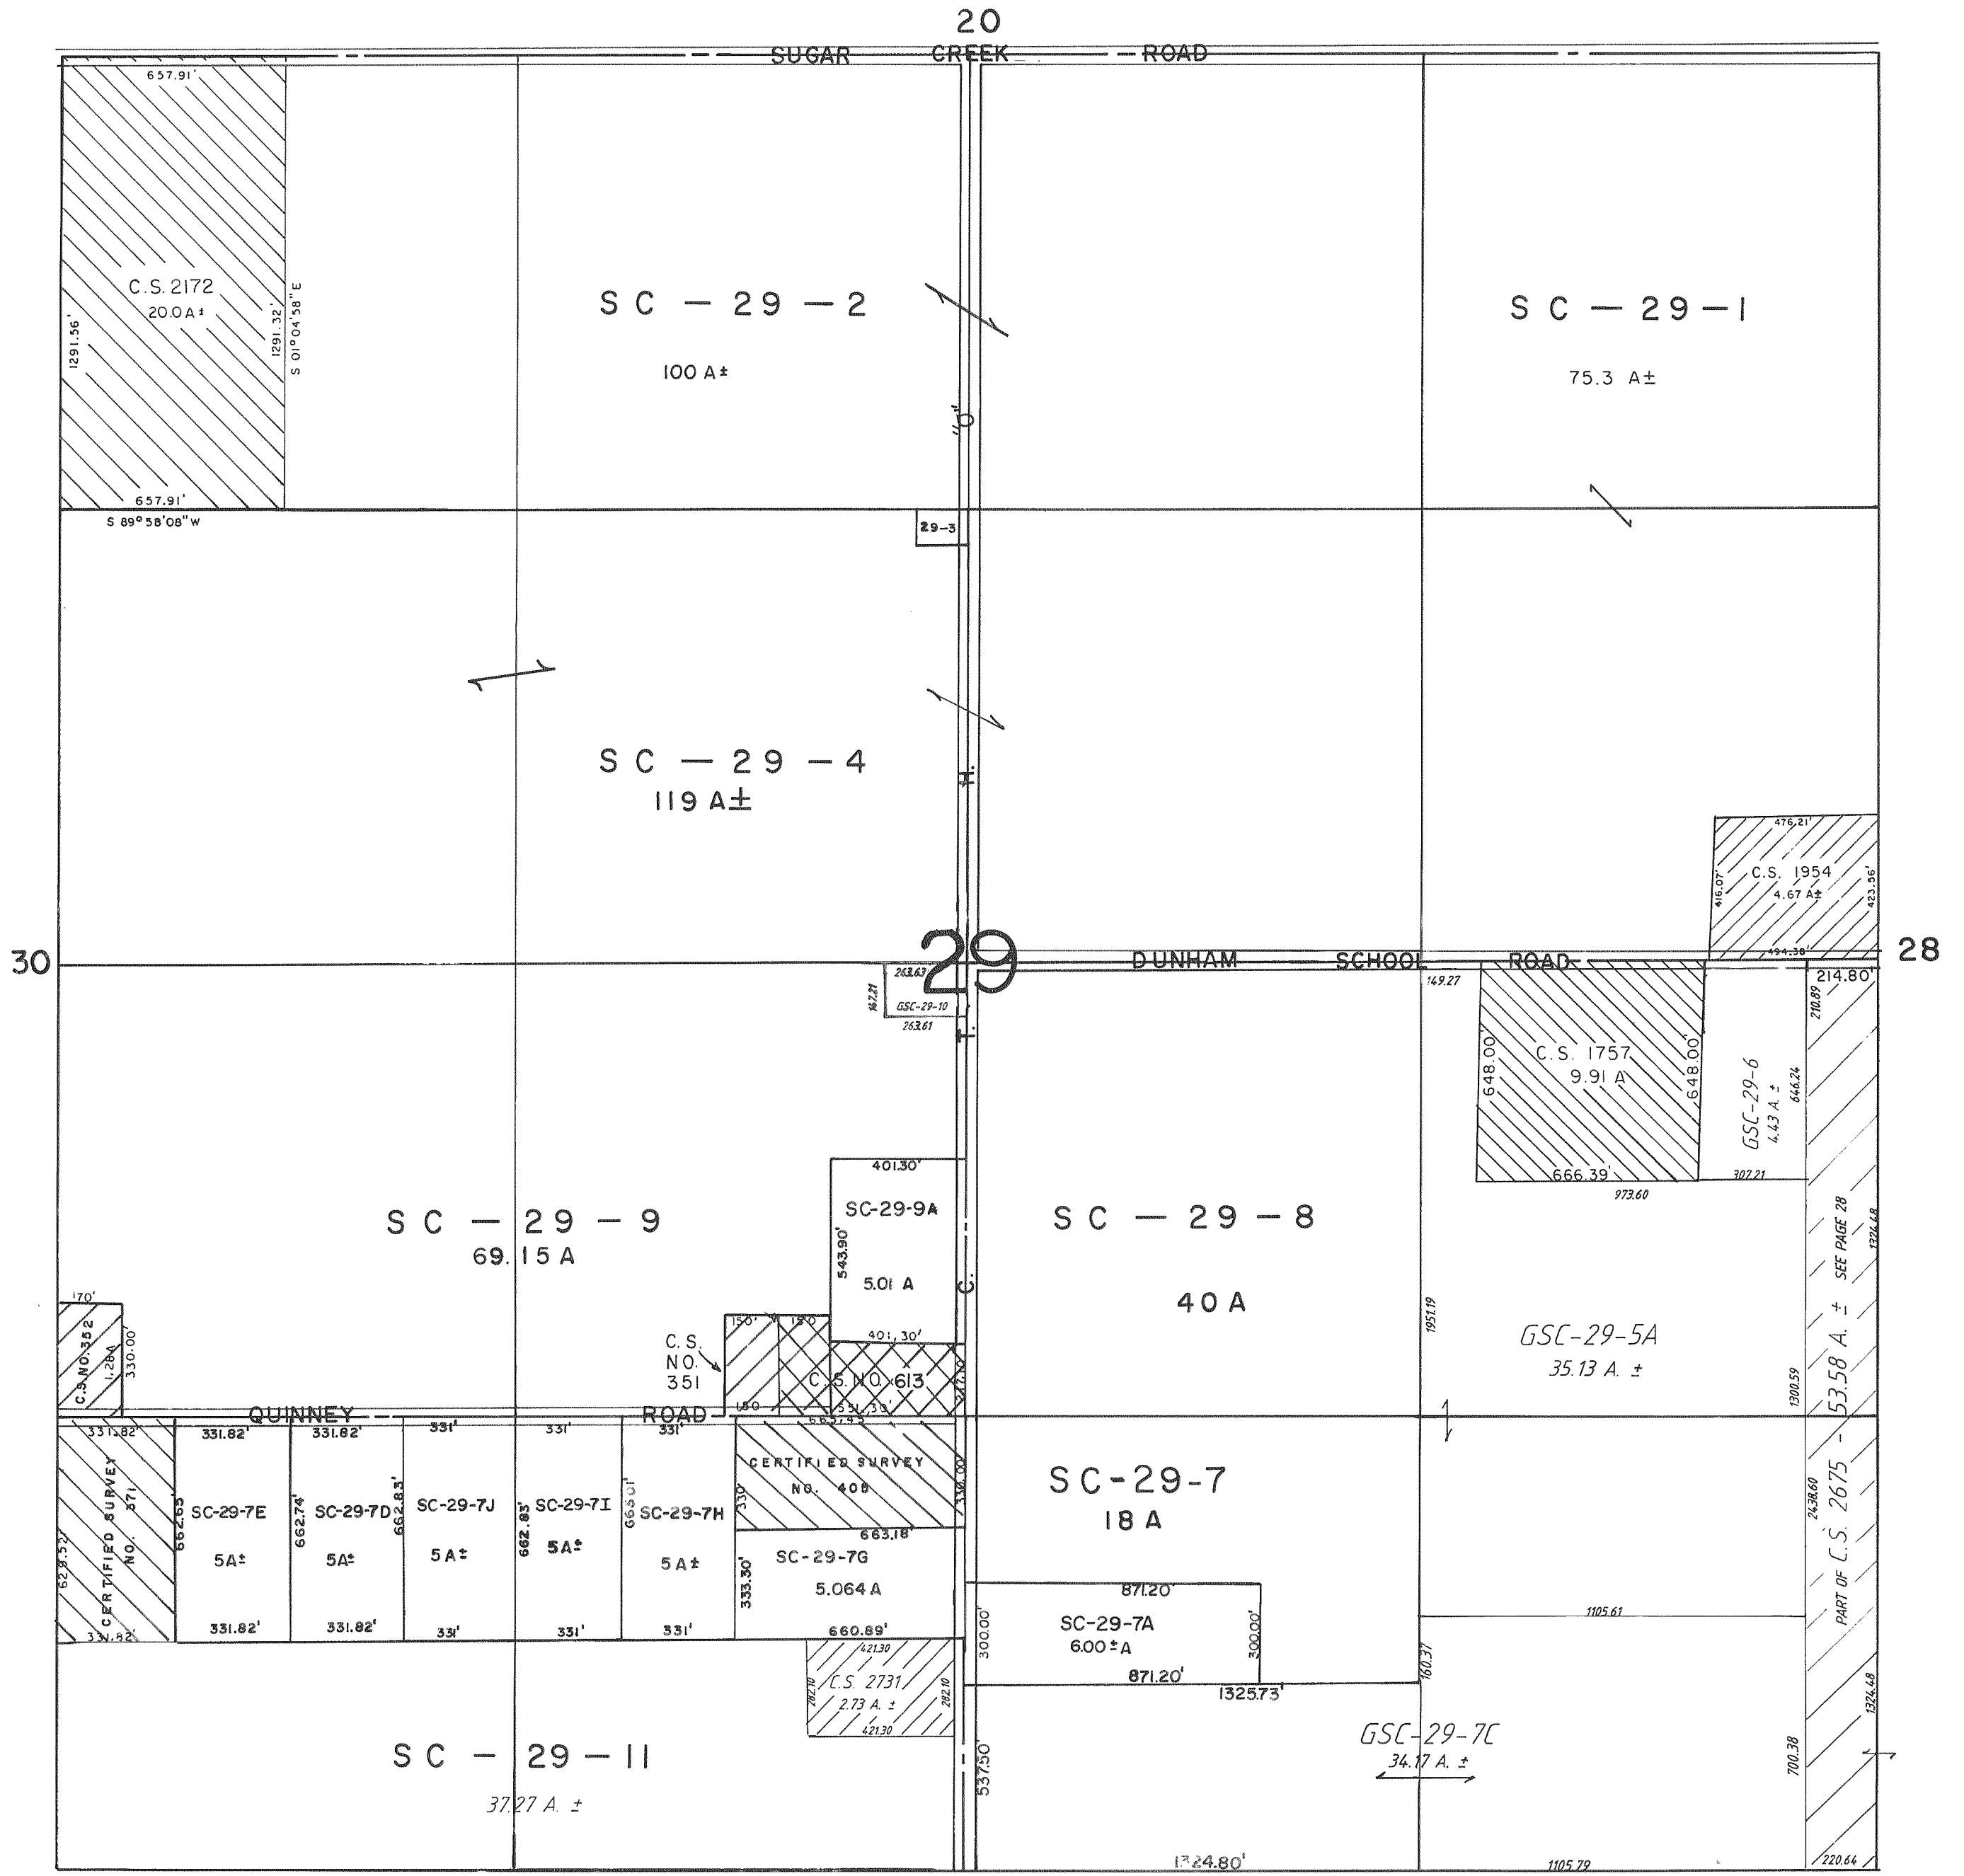 20
SUGAR CREEK ROAD
657.91'
C.S. 2172
20.0 A±
1291.56'
1291.32'
S 01° 04' 58" E
657.91'
S 89° 58' 08" W
SC — 29 — 2
100 A±
SC — 29 — 1
75.3 A±
"O"
29-3
SC — 29 — 4
119 A±
H.
476.21'
C.S. 1954
4.67 A±
416.07'
423.56'
494.38'
30
29
28
DUNHAM SCHOOL ROAD
263.63
167.21
GSC-29-10
263.61
T.
149.27
214.80'
210.89
648.00'
C.S. 1757
9.91 A
648.00'
666.39'
973.60
GSC-29-6
4.43 A. ±
646.24
307.21
401.30'
SC-29-9A
543.90'
5.01 A
401.30'
C.
SC — 29 — 9
69.15 A
SC — 29 — 8
40 A
1951.19
GSC-29-5A
35.13 A. ±
1300.59
1324.48
PART OF C.S. 2675 - 53.58 A. ± SEE PAGE 28
170'
C.S. NO. 352
1.28A
330.00'
C.S.
NO.
351
150'
150
C.S. NO. 613
150
551.30'
QUINNEY ROAD
663.45'
331.82'
331.82'
331.82'
331'
331'
331'
CERTIFIED SURVEY
NO. 371
331.82'
662.65'
SC-29-7E
5A±
331.82'
662.74'
SC-29-7D
5A±
331.82'
662.83'
SC-29-7J
5A±
331'
662.83'
SC-29-7I
5A±
331'
SC-29-7H
5A±
331'
CERTIFIED SURVEY
NO. 408
330'
330.00'
663.18'
SC-29-7G
5.064 A
333.30'
660.89'
SC-29-7
18 A
871.20'
SC-29-7A
6.00 ± A
300.00'
300.00'
871.20'
1325.73'
1105.61
160.37
2438.60
421.30
C.S. 2731
2.73 A. ±
282.10
282.10
421.30
SC — 29 — 11
37.27 A. ±
537.50'
GSC-29-7C
34.17 A. ±
700.38
1324.48
1324.80'
1105.79
220.64